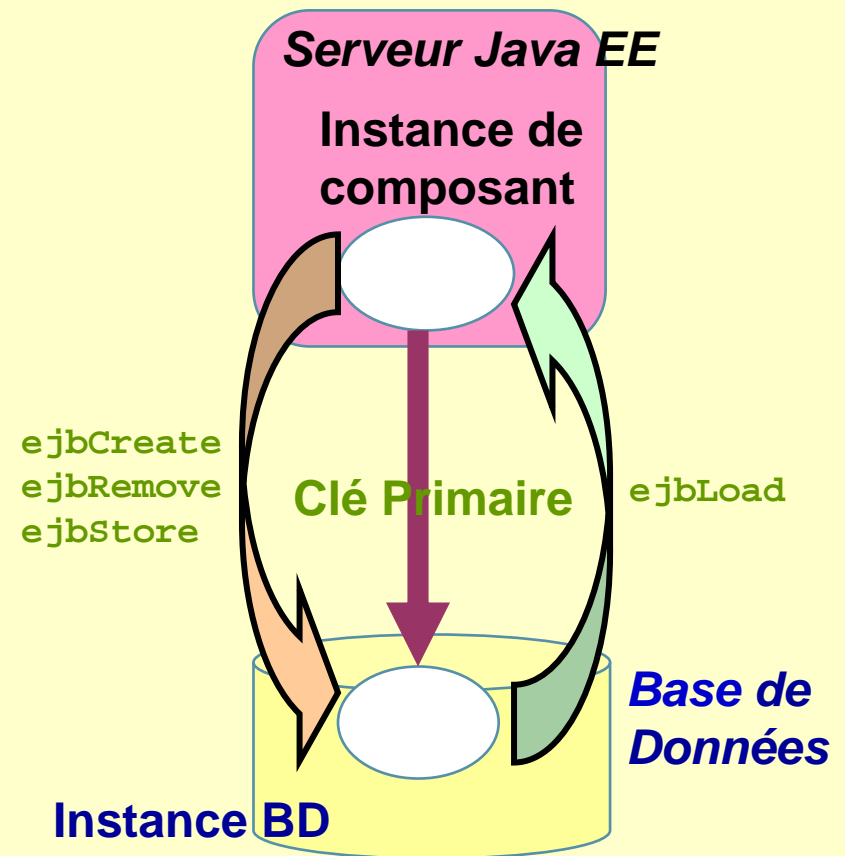 Serveur Java EE
Instance de
composant
ejbCreate
ejbRemove
ejbStore
Clé Primaire
ejbLoad
Base de
Données
Instance BD